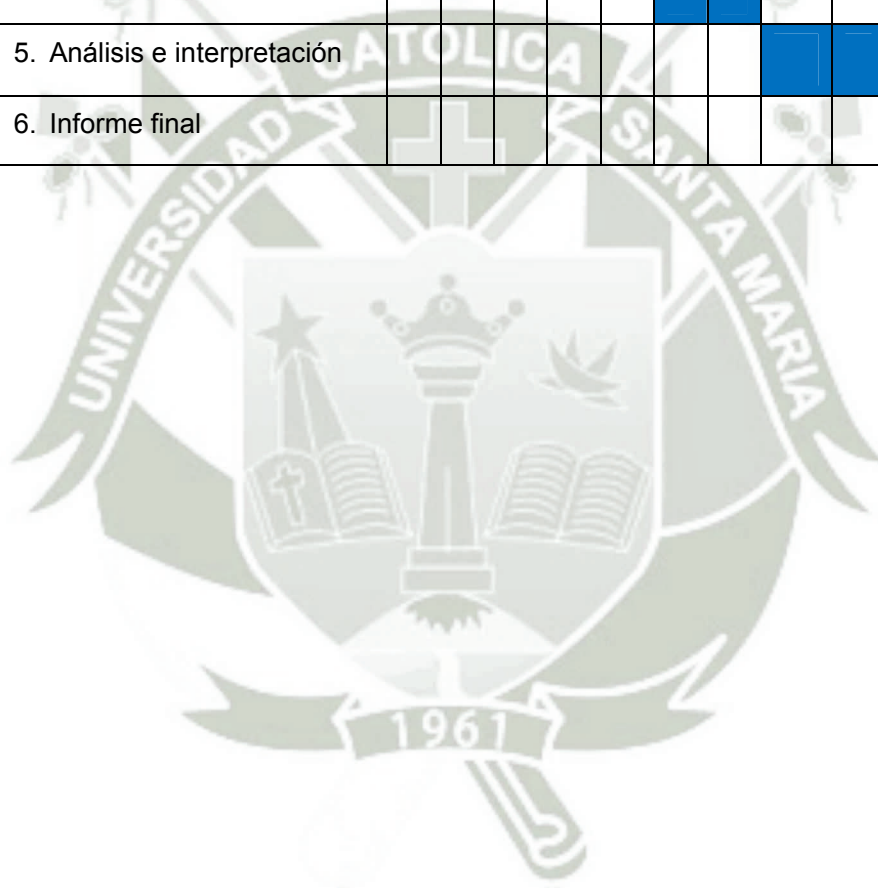 5. Análisis e interpretación
6. Informe final
UNIVERSIDAD CATOLICA SANTA MARIA
1961